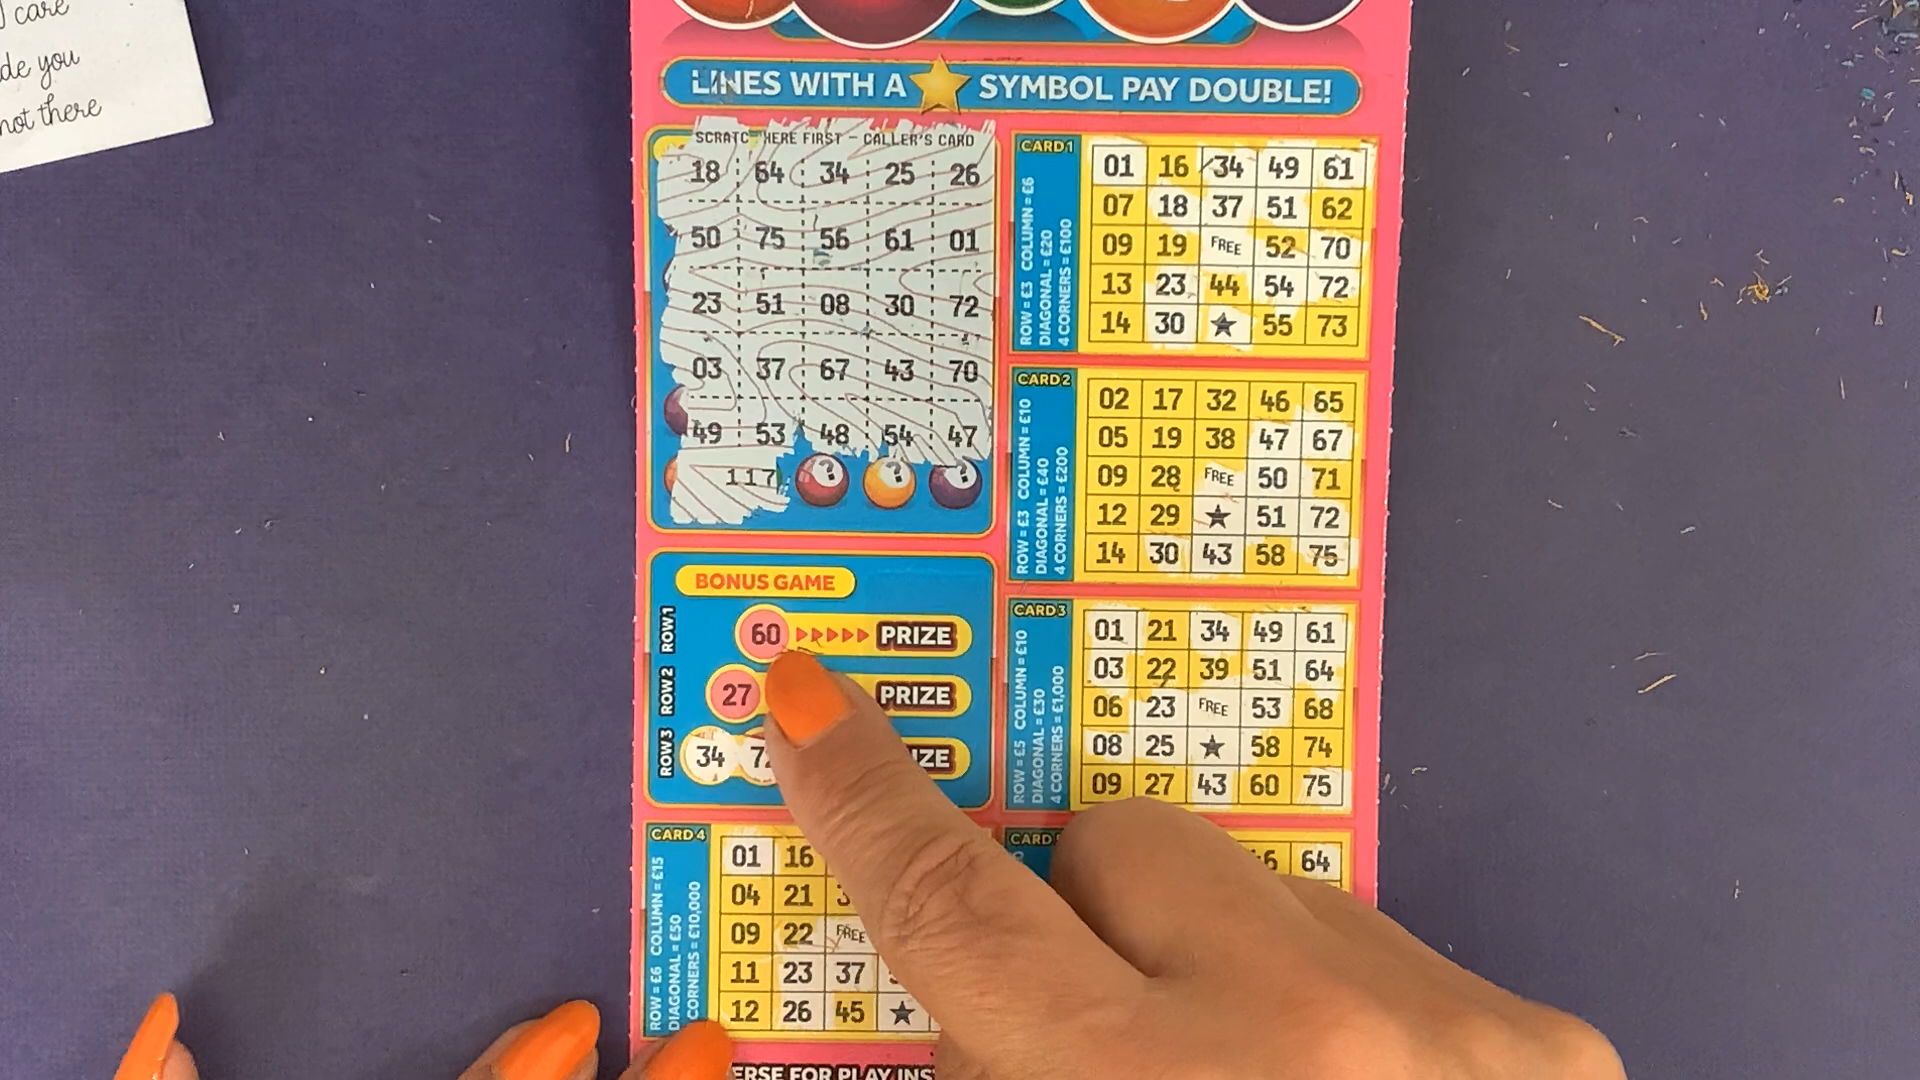 care
de you
not there
LINES WITH A SYMBOL PAY DOUBLE!
SCRATC HERE FIRST - CALLER'S CARD
18 64 34 25 26
50 75 56 61 01
23 51 08 30 72
03 37 67 43 70
49 53 48 54 47
117 ? ? ?
CARD 1
ROW = £3 COLUMN = £6
DIAGONAL = £20
4 CORNERS = £100
01 16 34 49 61
07 18 37 51 62
09 19 FREE 52 70
13 23 44 54 72
14 30 ★ 55 73
CARD 2
ROW = £3 COLUMN = £10
DIAGONAL = £40
4 CORNERS = £200
02 17 32 46 65
05 19 38 47 67
09 28 FREE 50 71
12 29 ★ 51 72
14 30 43 58 75
BONUS GAME
ROW 1 60 PRIZE
ROW 2 27 PRIZE
ROW 3 34 ZE
CARD 3
ROW = £5 COLUMN = £10
DIAGONAL = £30
4 CORNERS = £1,000
01 21 34 49 61
03 22 39 51 64
06 23 FREE 53 68
08 25 ★ 58 74
09 27 43 60 75
CARD 4
ROW = £6 COLUMN = £15
DIAGONAL = £50
CORNERS = £10,000
01 16
04 21
09 22 FREE
11 23 37
12 26 45 ★
CARD
64
ERSE FOR PLAY INS